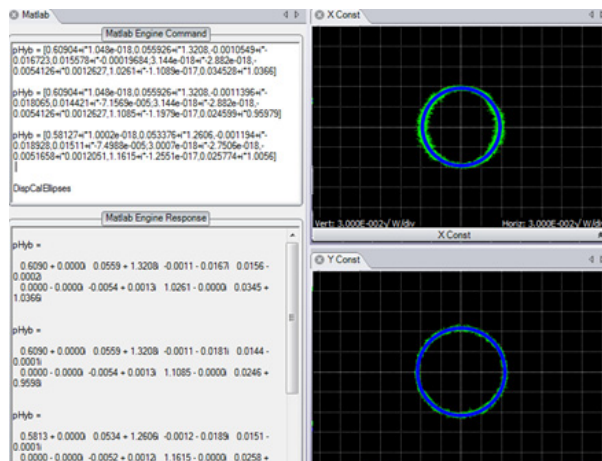 Matlab
Matlab Engine Command
pHyb = [0.60904+i*1.048e-018,0.055926+i*1.3208,-0.0010549+i*-
0.016723,0.015578+i*-0.00019684;3.144e-018+i*-2.882e-018,-
0.0054126+i*0.0012627,1.0261+i*-1.1089e-017,0.034528+i*1.0366]
pHyb = [0.60904+i*1.048e-018,0.055926+i*1.3208,-0.0011396+i*-
0.018065,0.014421+i*-7.1569e-005;3.144e-018+i*-2.882e-018,-
0.0054126+i*0.0012627,1.1085+i*-1.1979e-017,0.024599+i*0.95979]
pHyb = [0.58127+i*1.0002e-018,0.053376+i*1.2606,-0.001194+i*-
0.018928,0.01511+i*-7.4988e-005;3.0007e-018+i*-2.7506e-018,-
0.0051658+i*0.0012051,1.1615+i*-1.2551e-017,0.025774+i*1.0056]
DispCalEllipses
Matlab Engine Response
pHyb =
0.6090 + 0.0000i 0.0559 + 1.3208i -0.0011 - 0.0167i 0.0156 -
0.0002i
0.0000 - 0.0000i -0.0054 + 0.0013i 1.0261 - 0.0000i 0.0345 +
1.0366i
pHyb =
0.6090 + 0.0000i 0.0559 + 1.3208i -0.0011 - 0.0181i 0.0144 -
0.0001i
0.0000 - 0.0000i -0.0054 + 0.0013i 1.1085 - 0.0000i 0.0246 +
0.9598i
pHyb =
0.5813 + 0.0000i 0.0534 + 1.2606i -0.0012 - 0.0189i 0.0151 -
0.0001i
0.0000 - 0.0000i -0.0052 + 0.0012i 1.1615 - 0.0000i 0.0258 +
X Const
Vert: 3.000E-002√W/div Horiz: 3.000E-002√W/div
X Const
Y Const